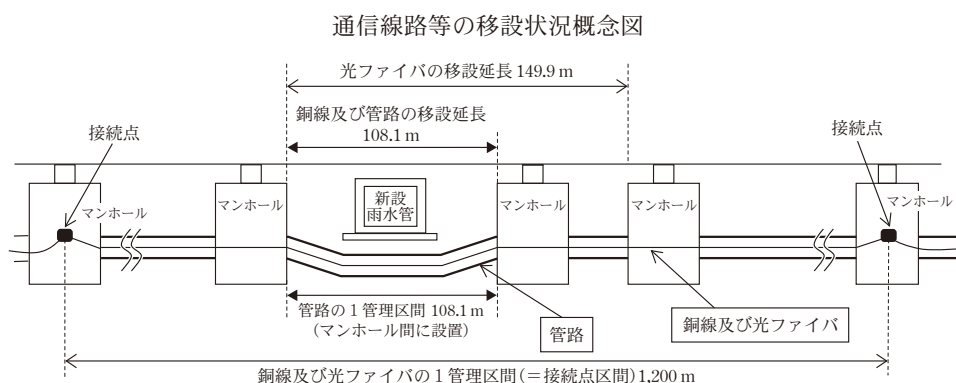 通信線路等の移設状況概念図
光ファイバの移設延長 149.9 m
銅線及び管路の移設延長
108.1 m
接続点
接続点
マンホール
マンホール
新設
雨水管
マンホール
マンホール
マンホール
管路の1管理区間 108.1 m
(マンホール間に設置)
管路
銅線及び光ファイバ
銅線及び光ファイバの1管理区間(=接続点区間)1,200 m